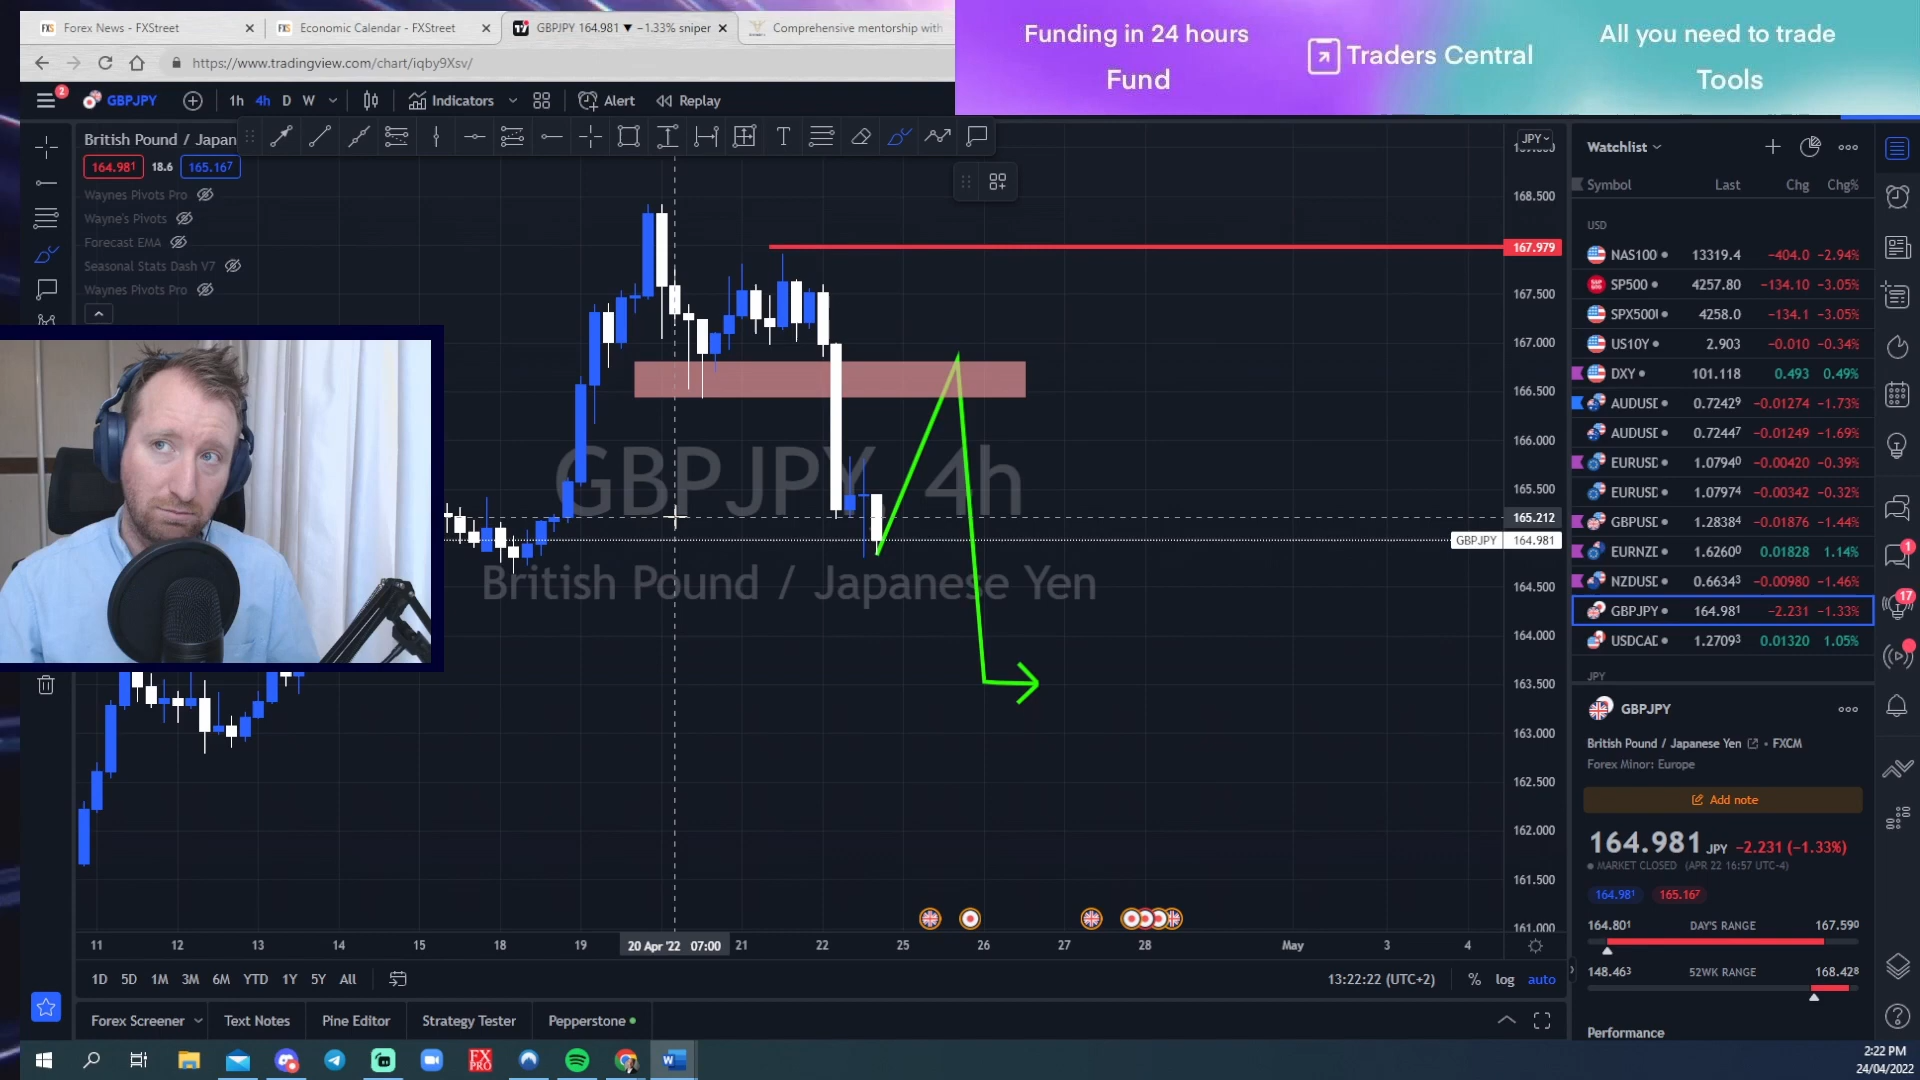 Forex News - FXStreet
Economic Calendar - FXStreet
GBPJPY 164.981 ▼ −1.33% sniper
Comprehensive mentorship with
https://www.tradingview.com/chart/iqby9Xsv/
Funding in 24 hours
Fund
Traders Central
All you need to trade
Tools
2
GBPJPY
1h 4h D W
Indicators
Alert
Replay
British Pound / Japan
164.981 18.6 165.167
Waynes Pivots Pro
Wayne's Pivots
Forecast EMA
Seasonal Stats Dash V7
Waynes Pivots Pro
GBPJPY 4h
British Pound / Japanese Yen
JPY
168.500
167.979
167.500
167.000
166.500
166.000
165.500
165.212
GBPJPY 164.981
164.500
164.000
163.500
163.000
162.500
162.000
161.500
161.000
11 12 13 14 15 18 19 20 Apr '22 07:00 21 22 25 26 27 28 May 3 4
1D 5D 1M 3M 6M YTD 1Y 5Y All
13:22:22 (UTC+2) % log auto
Forex Screener
Text Notes
Pine Editor
Strategy Tester
Pepperstone
Watchlist
Symbol Last Chg Chg%
USD
NAS100 13319.4 −404.0 −2.94%
SP500 4257.80 −134.10 −3.05%
SPX500 4258.0 −134.1 −3.05%
US10Y 2.903 −0.010 −0.34%
DXY 101.118 0.493 0.49%
AUDUSD 0.72429 −0.01274 −1.73%
AUDUSD 0.72447 −0.01249 −1.69%
EURUSD 1.07940 −0.00420 −0.39%
EURUSD 1.07974 −0.00342 −0.32%
GBPUSD 1.28384 −0.01876 −1.44%
EURNZD 1.62600 0.01828 1.14%
NZDUSD 0.66343 −0.00980 −1.46%
GBPJPY 164.981 −2.231 −1.33%
USDCAD 1.27093 0.01320 1.05%
JPY
GBPJPY
British Pound / Japanese Yen • FXCM
Forex Minor: Europe
Add note
164.981 JPY −2.231 (−1.33%)
MARKET CLOSED (APR 22 16:57 UTC-4)
164.981 165.167
164.801 DAY'S RANGE 167.590
148.463 52WK RANGE 168.428
Performance
1
17
FX
PRO
2:22 PM
24/04/2022